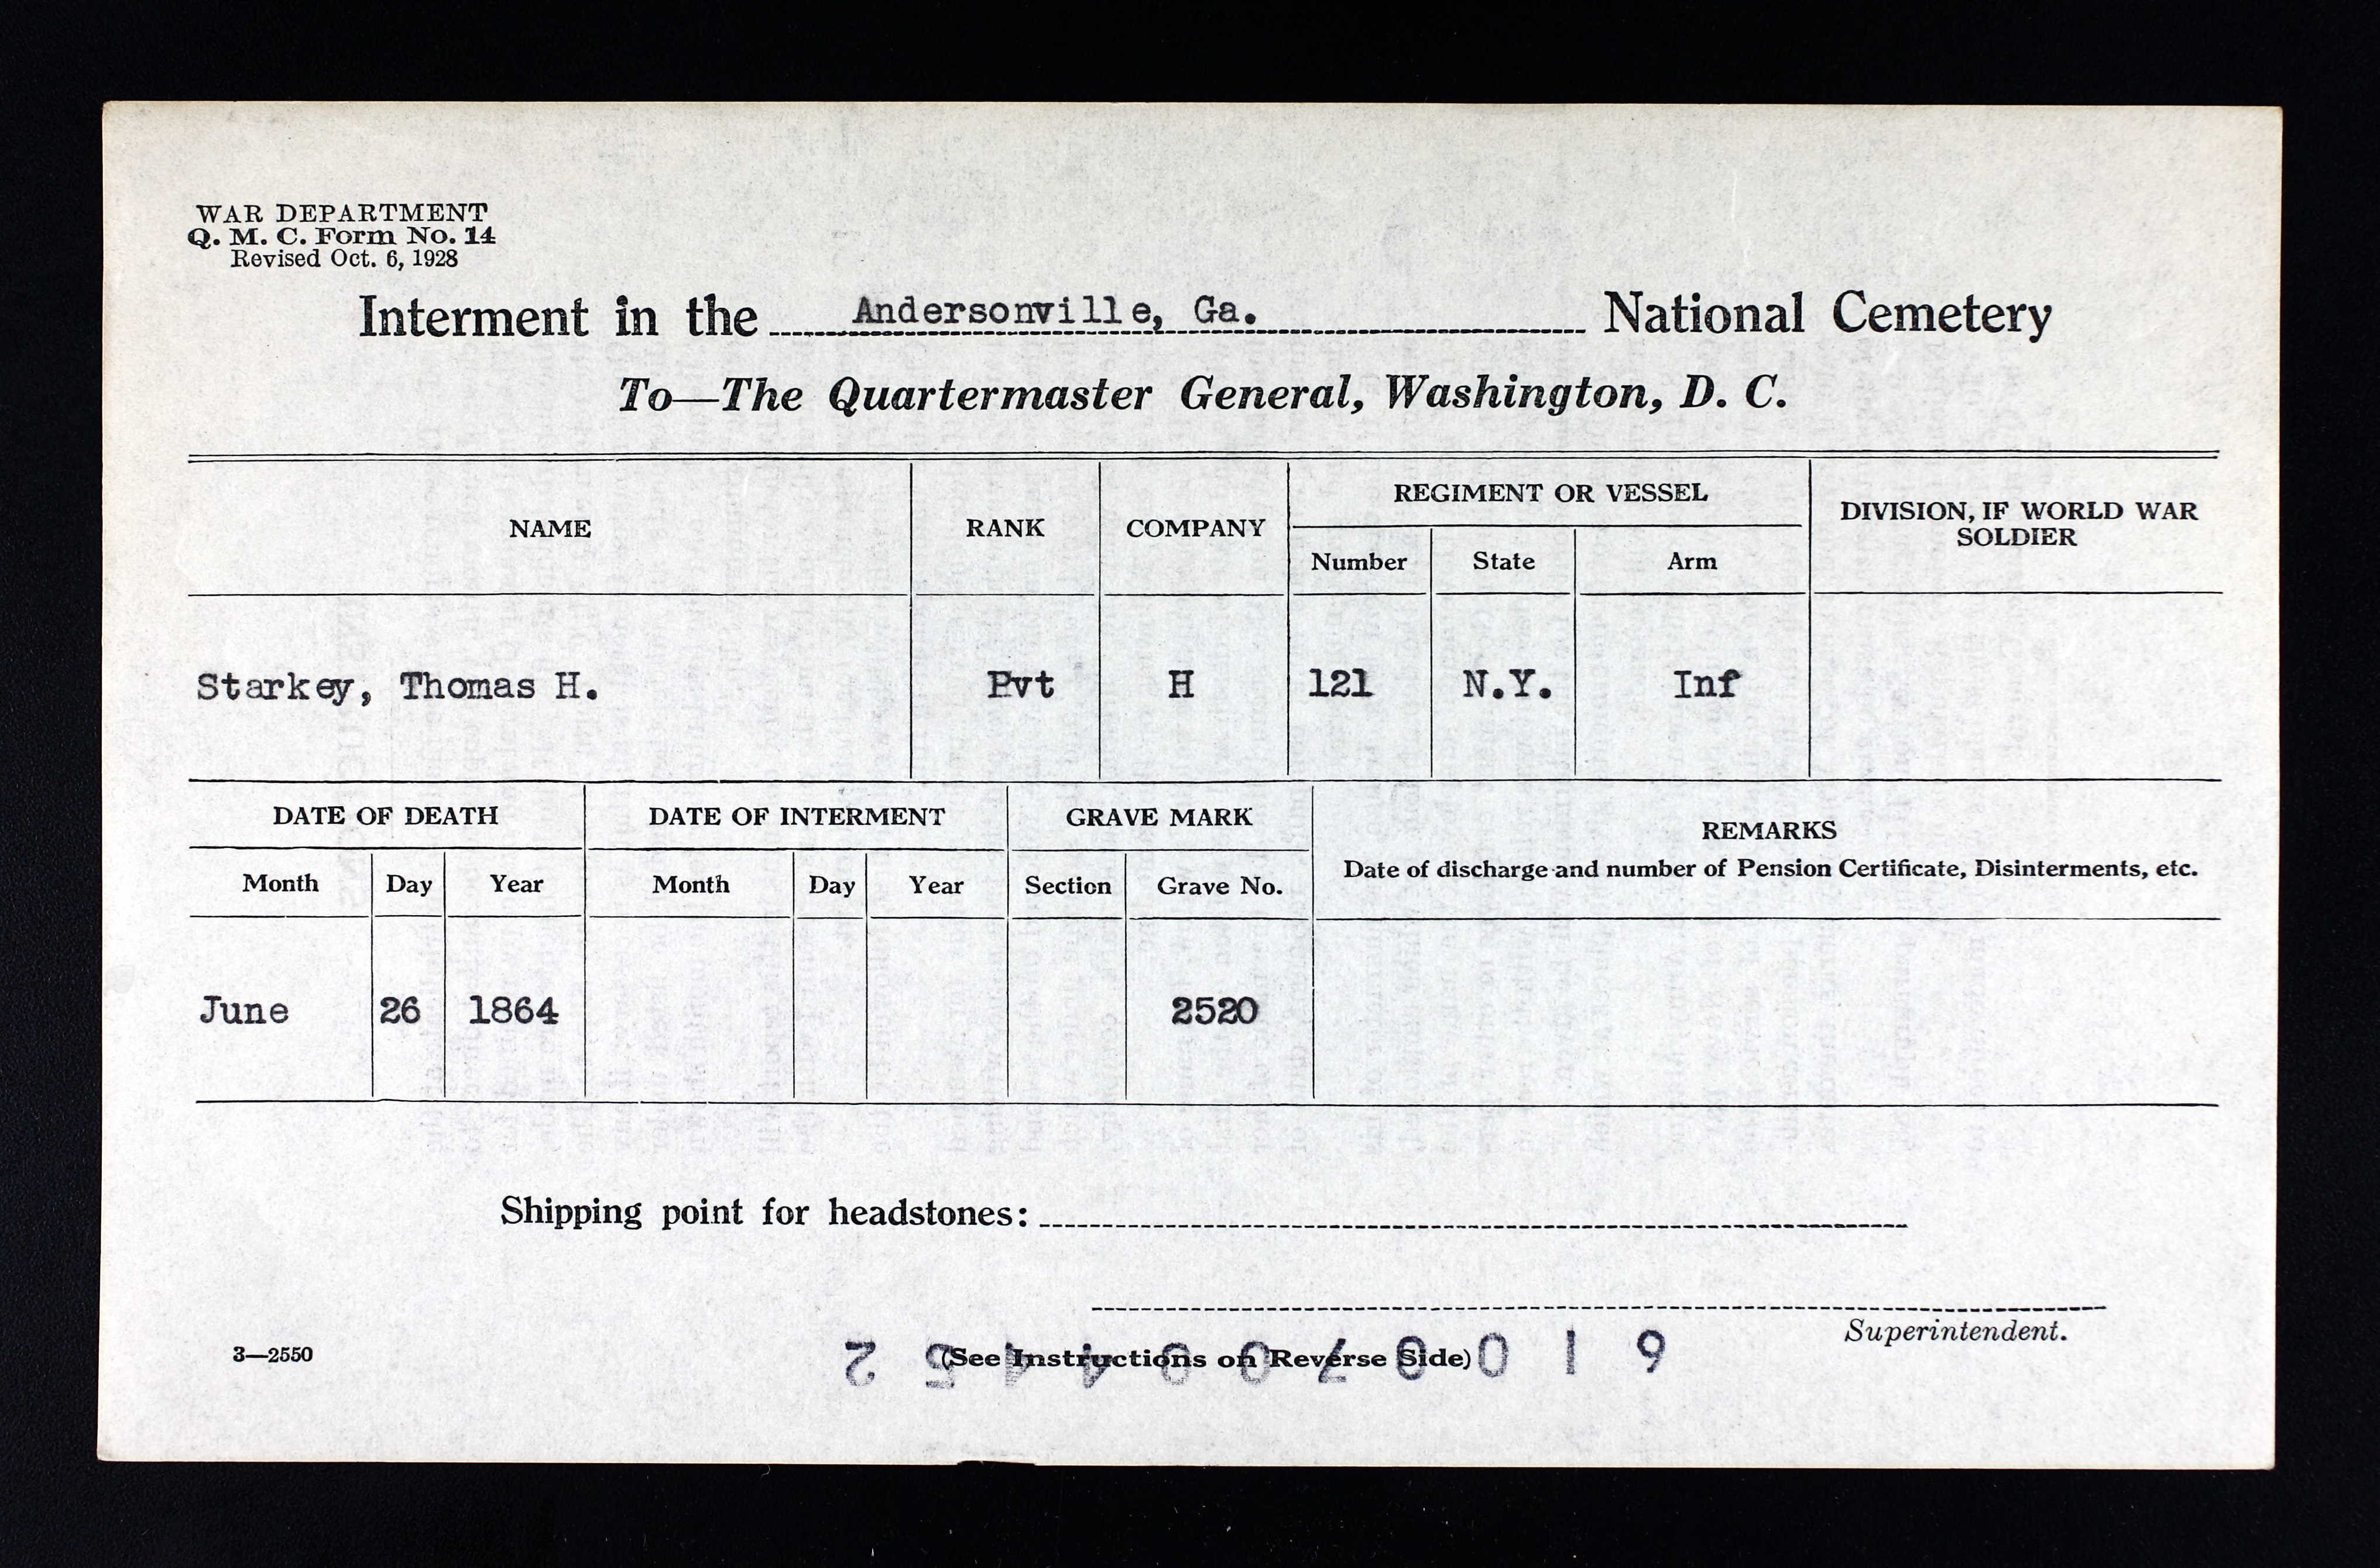 WAR DEPARTMENT
Q. M. C. Form No. 14
Revised Oct. 6, 1928
Interment in the Andersonville, Ga. National Cemetery
To—The Quartermaster General, Washington, D. C.
NAME RANK COMPANY REGIMENT OR VESSEL DIVISION, IF WORLD WAR SOLDIER
Number State Arm
Starkey, Thomas H. Pvt H 121 N.Y. Inf
DATE OF DEATH DATE OF INTERMENT GRAVE MARK REMARKS
Date of discharge and number of Pension Certificate, Disinterments, etc.
Month Day Year Month Day Year Section Grave No.
June 26 1864 2520
Shipping point for headstones:
Superintendent.
3—2550 (See Instructions on Reverse Side)